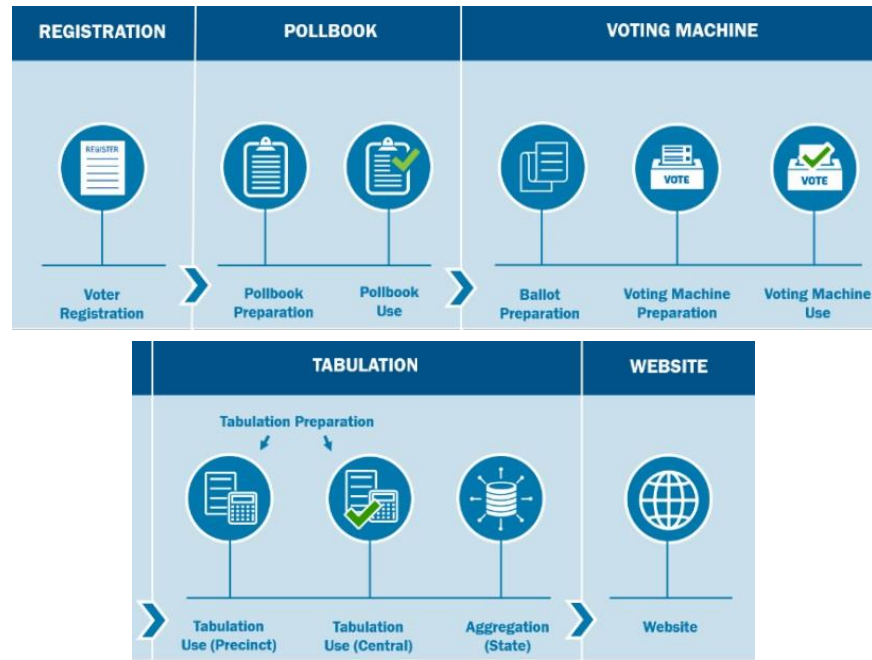 REGISTRATION
POLLBOOK
VOTING MACHINE
REGISTER
VOTE
VOTE
Voter
Registration
Pollbook
Preparation
Pollbook
Use
Ballot
Preparation
Voting Machine
Preparation
Voting Machine
Use
TABULATION
WEBSITE
Tabulation Preparation
Tabulation
Use (Precinct)
Tabulation
Use (Central)
Aggregation
(State)
Website